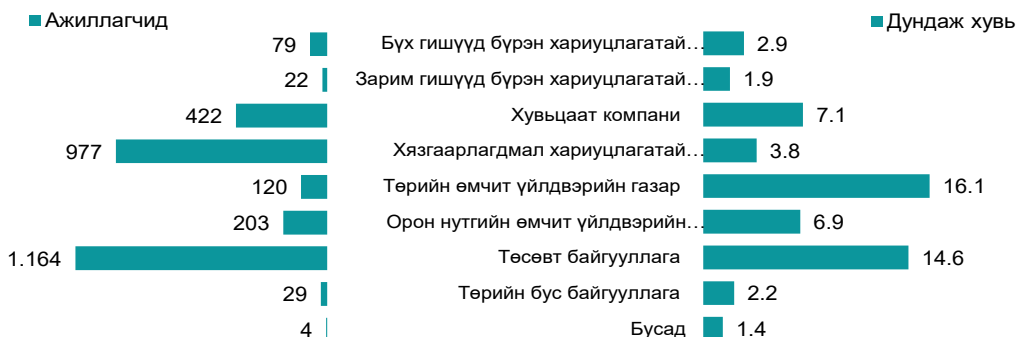 Ажиллагчид Дундаж хувь
79 Бүх гишүүд бүрэн хариуцлагатай… 2.9
22 Зарим гишүүд бүрэн хариуцлагатай… 1.9
422 Хувьцаат компани 7.1
977 Хязгаарлагдмал хариуцлагатай… 3.8
120 Төрийн өмчит үйлдвэрийн газар 16.1
203 Орон нутгийн өмчит үйлдвэрийн… 6.9
1.164 Төсөвт байгууллага 14.6
29 Төрийн бус байгууллага 2.2
4 Бусад 1.4